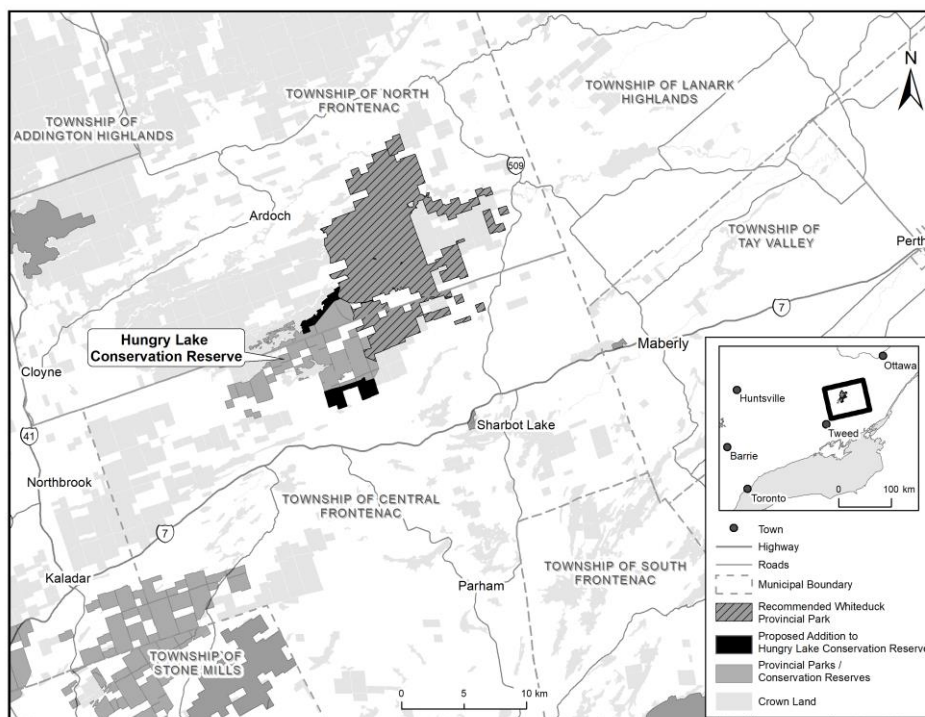 TOWNSHIP OF NORTH
FRONTENAC
TOWNSHIP OF LANARK
HIGHLANDS
N
TOWNSHIP OF
ADDINGTON HIGHLANDS
509
Ardoch
TOWNSHIP OF
TAY VALLEY
Perth
7
Hungry Lake
Conservation Reserve
Maberly
Cloyne
Sharbot Lake
41
Northbrook
TOWNSHIP OF CENTRAL
FRONTENAC
7
Kaladar
Parham
TOWNSHIP OF SOUTH
FRONTENAC
TOWNSHIP OF
STONE MILLS
0 5 10 km
Ottawa
Huntsville
Tweed
Barrie
Toronto
0 100 km
Town
Highway
Roads
Municipal Boundary
Recommended Whiteduck
Provincial Park
Proposed Addition to
Hungry Lake Conservation Reserve
Provincial Parks /
Conservation Reserves
Crown Land